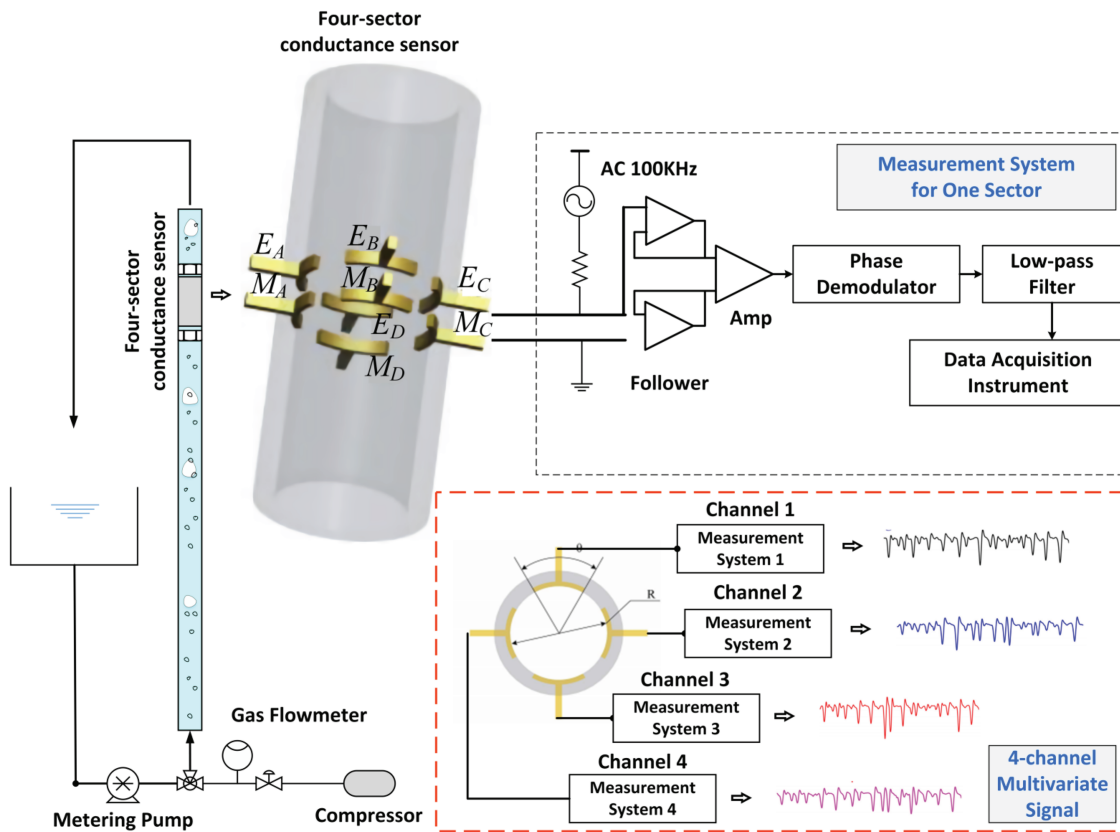 Four-sector
conductance sensor
Four-sector
conductance sensor
E_A
M_A
E_B
M_B
E_C
M_C
E_D
M_D
AC 100KHz
Measurement System
for One Sector
Follower
Amp
Phase
Demodulator
Low-pass
Filter
Data Acquisition
Instrument
Gas Flowmeter
Metering Pump
Compressor
θ
R
Channel 1
Measurement
System 1
Channel 2
Measurement
System 2
Channel 3
Measurement
System 3
Channel 4
Measurement
System 4
4-channel
Multivariate
Signal